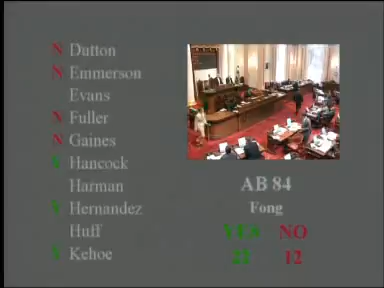 N Dutton
N Emmerson
Evans
N Fuller
N Gaines
Y Hancock
Harman
Y Hernandez
Huff
Y Kehoe
AB 84
Fong
YES NO
22 12